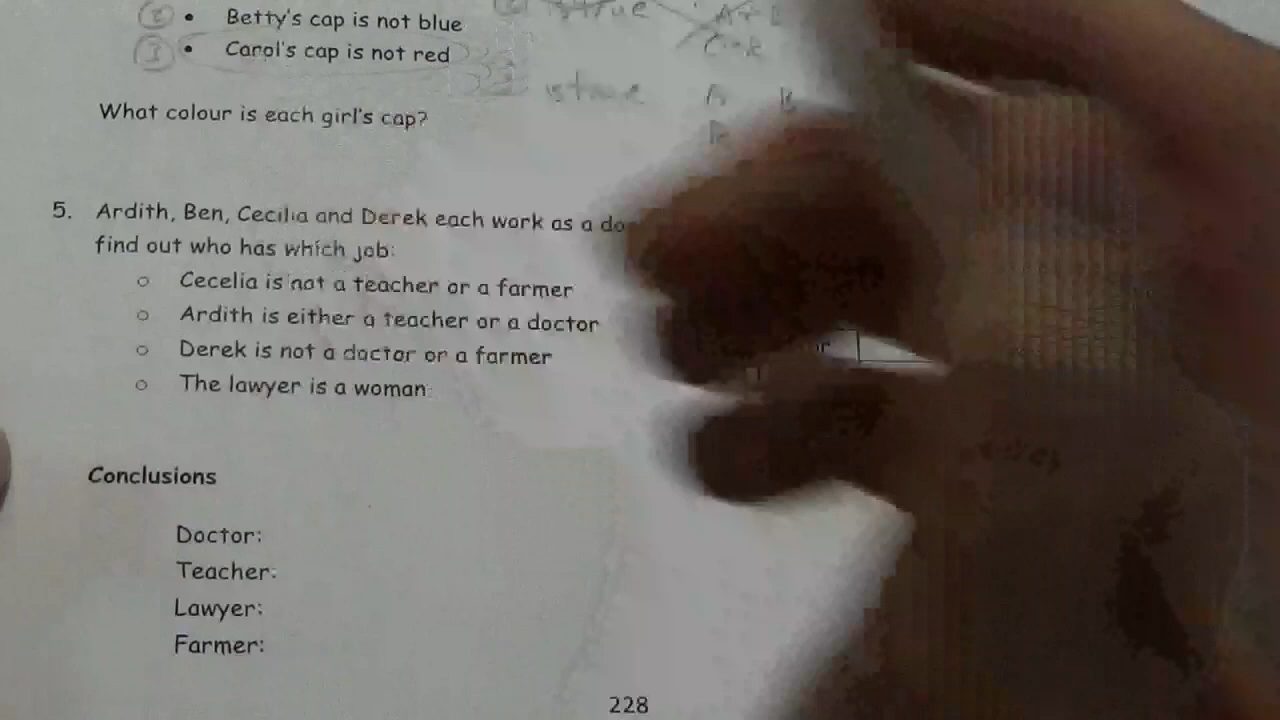 • Betty's cap is not blue
• Carol's cap is not red
is true
What colour is each girl's cap?
5. Ardith, Ben, Cecilia and Derek each work as a do
find out who has which job:
○ Cecelia is not a teacher or a farmer
○ Ardith is either a teacher or a doctor
○ Derek is not a doctor or a farmer
○ The lawyer is a woman
Conclusions
Doctor:
Teacher:
Lawyer:
Farmer:
228